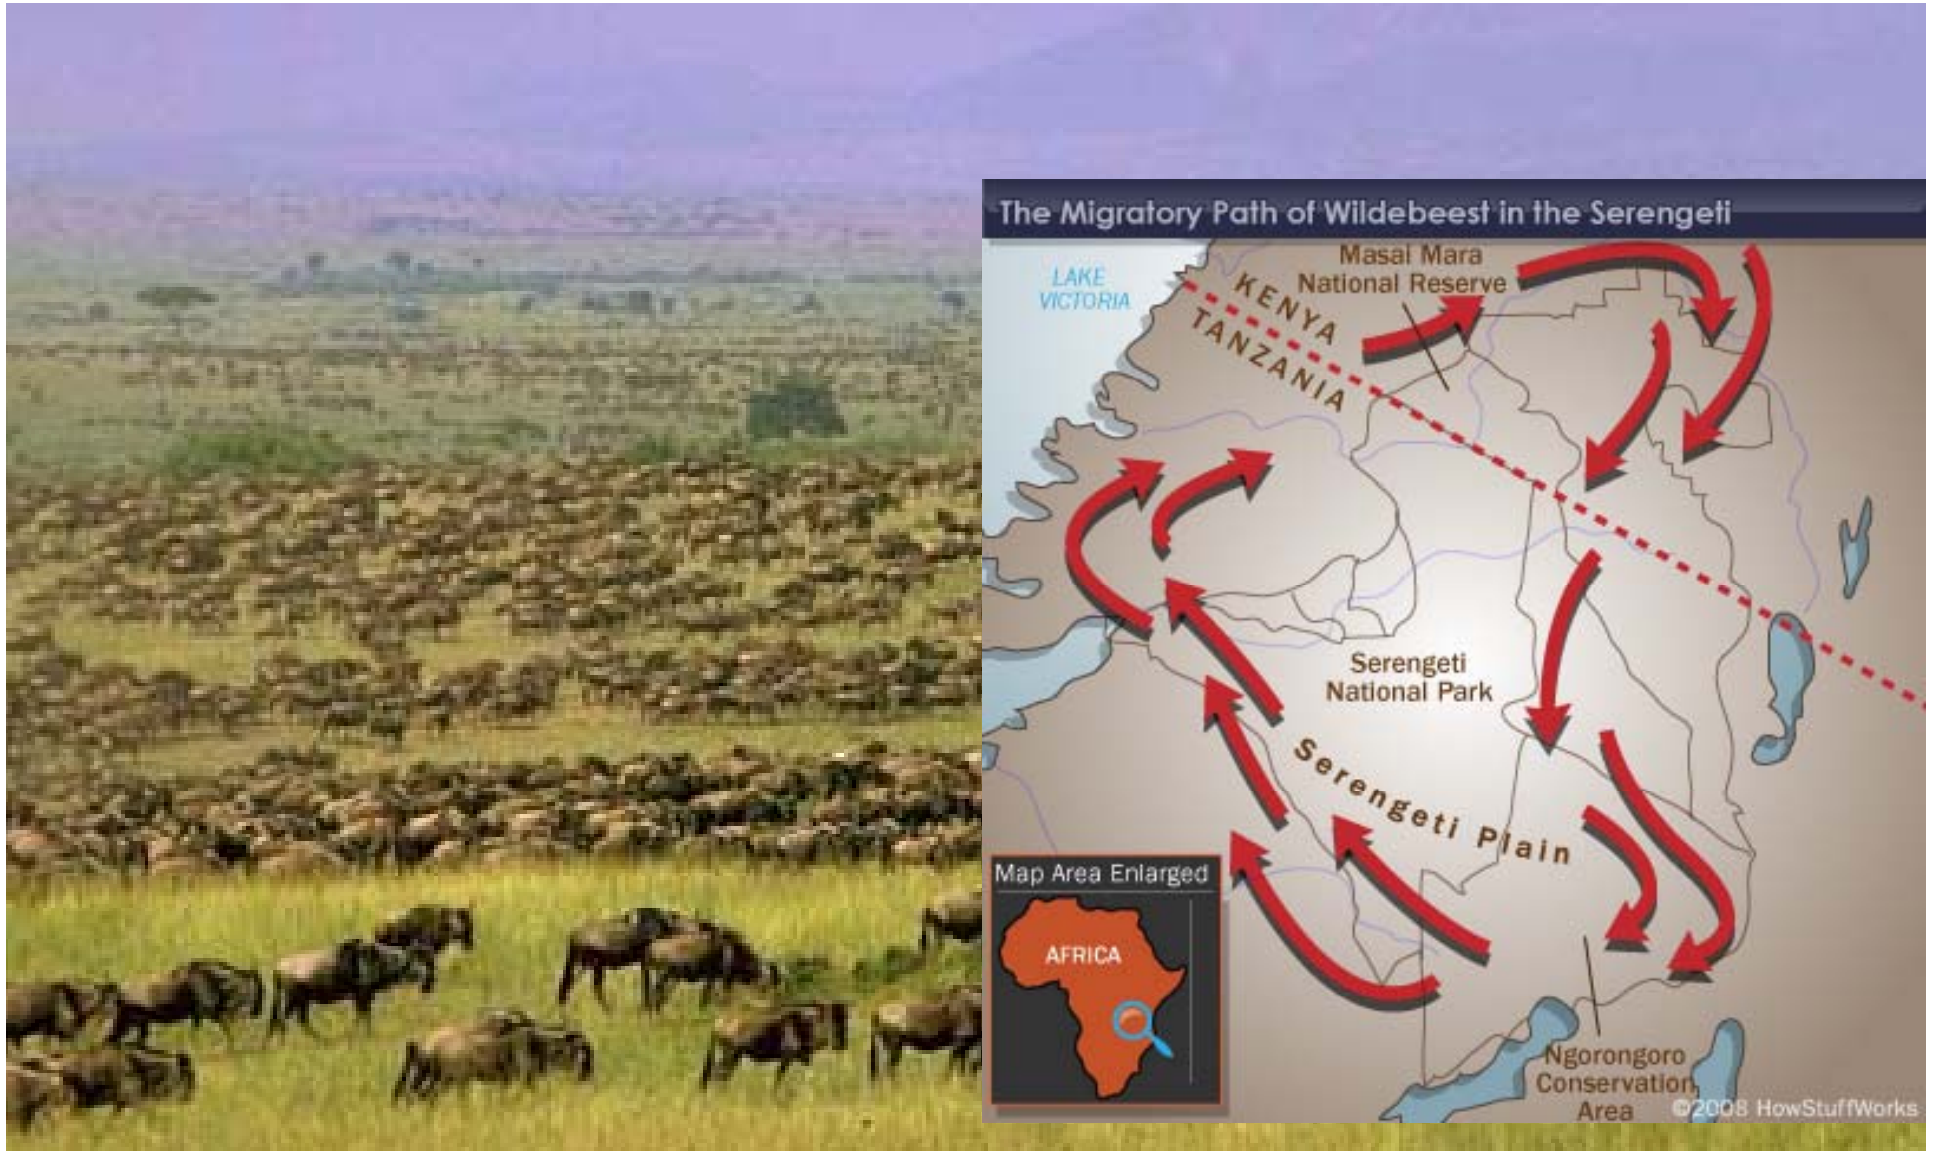 The Migratory Path of Wildebeest in the Serengeti
Masai Mara
National Reserve
LAKE
VICTORIA
KENYA
TANZANIA
Serengeti
National Park
Serengeti Plain
Map Area Enlarged
AFRICA
Ngorongoro
Conservation
Area
©2008 HowStuffWorks